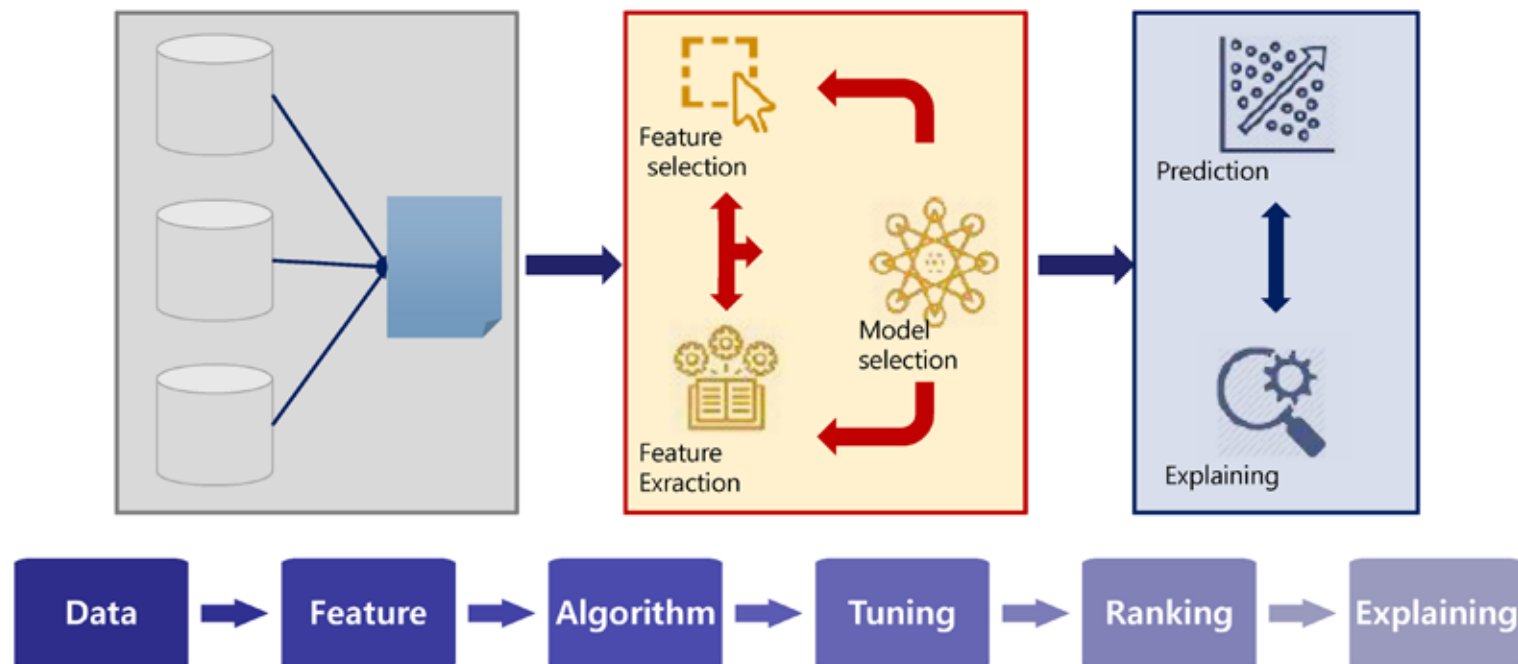 Feature
selection
Model
selection
Feature
Exraction
Prediction
Explaining
Data
Feature
Algorithm
Tuning
Ranking
Explaining